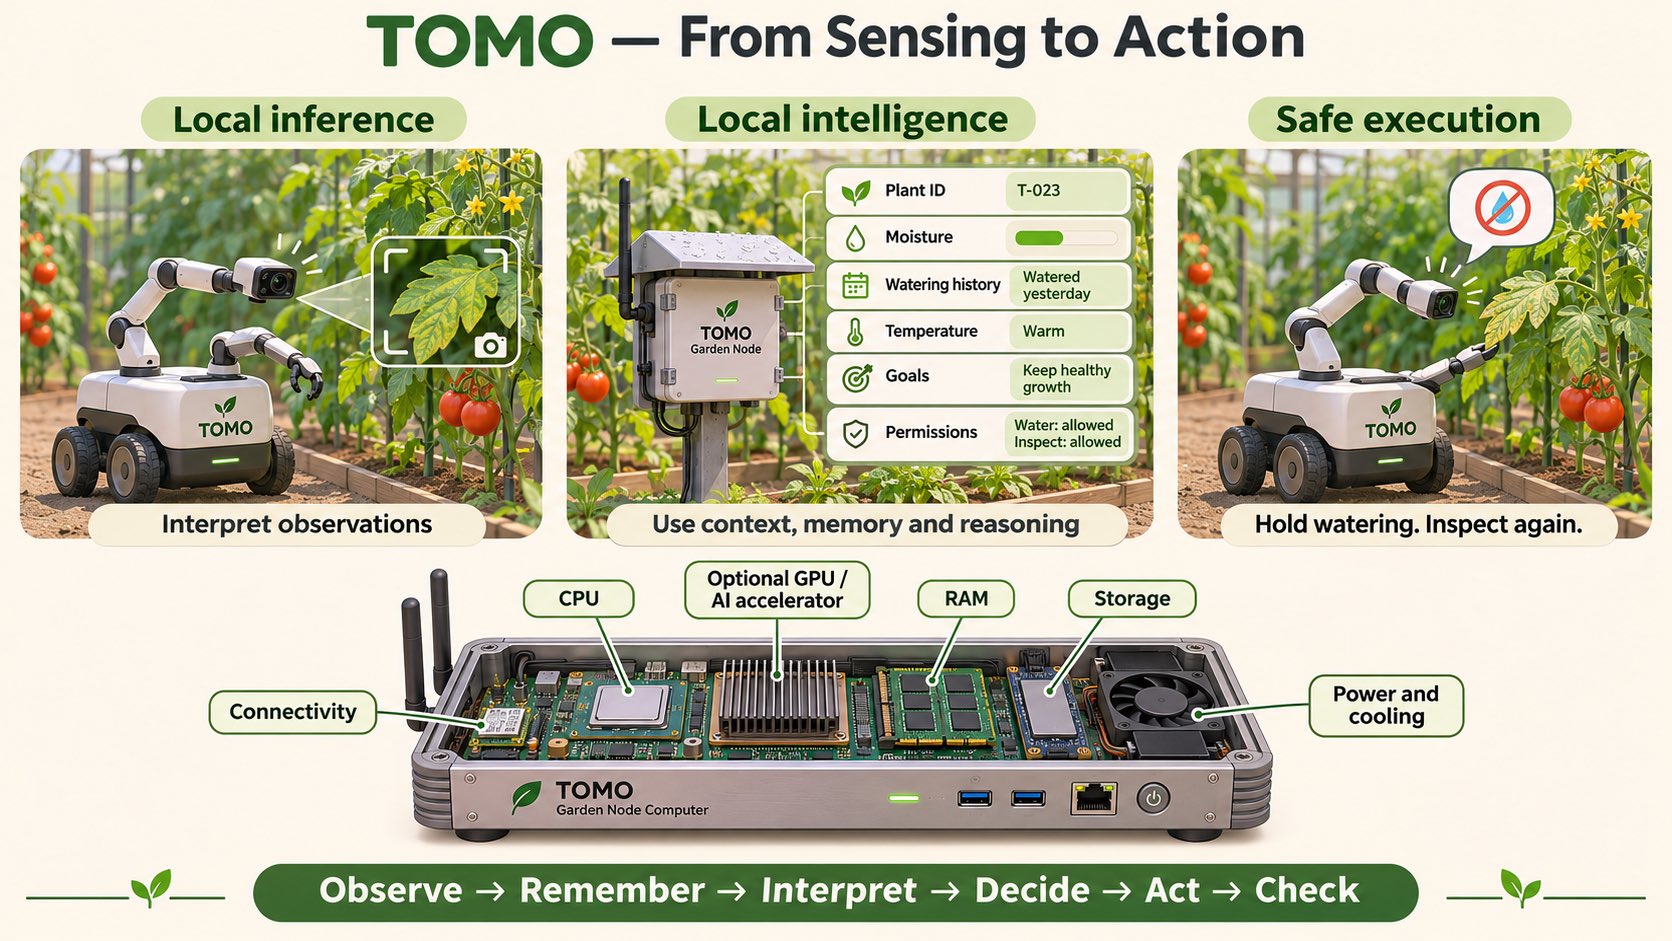 TOMO — From Sensing to Action
Local inference
Local intelligence
Safe execution
TOMO
Interpret observations
TOMO
Garden Node
Plant ID
T-023
Moisture
Watering history
Watered
yesterday
Temperature
Warm
Goals
Keep healthy
growth
Permissions
Water: allowed
Inspect: allowed
Use context, memory and reasoning
TOMO
Hold watering. Inspect again.
Connectivity
CPU
Optional GPU /
AI accelerator
RAM
Storage
Power and
cooling
TOMO
Garden Node Computer
Observe → Remember → Interpret → Decide → Act → Check